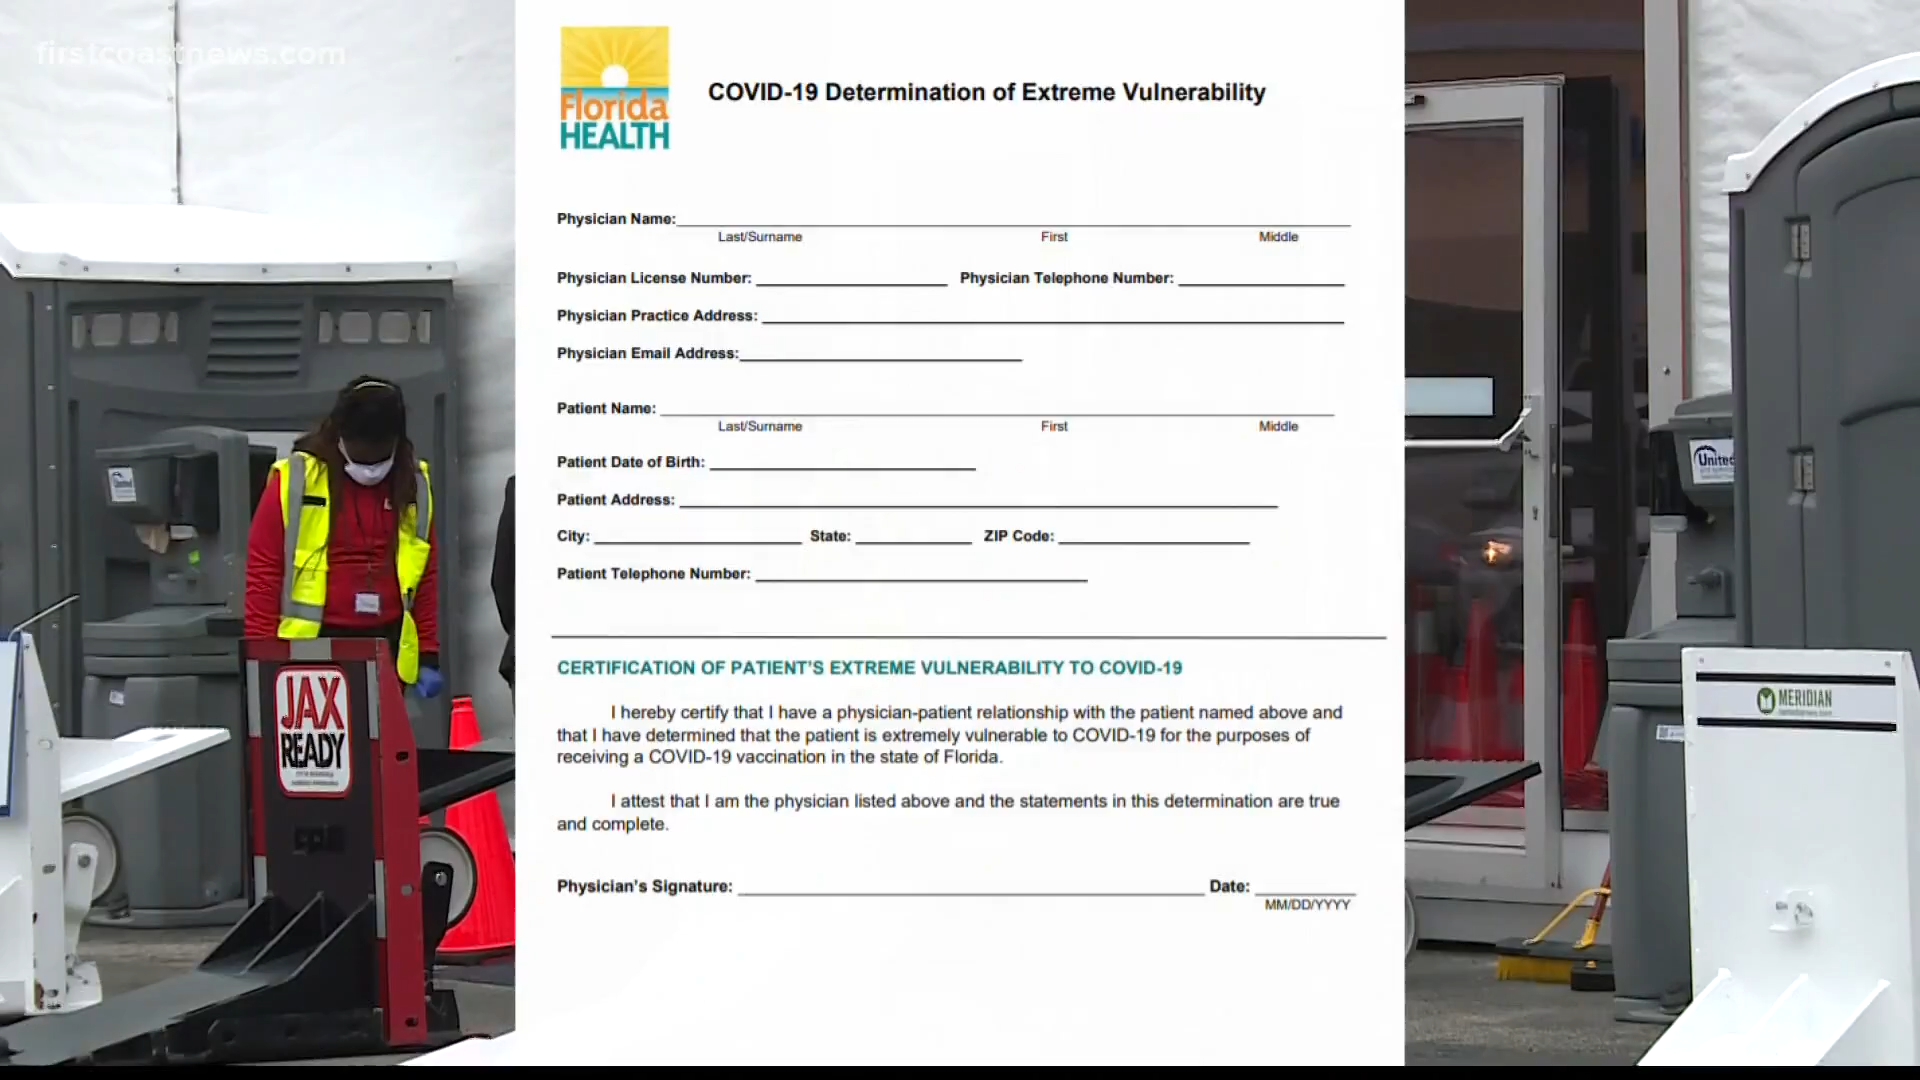 firstcoastnews.com
Florida
HEALTH
COVID-19 Determination of Extreme Vulnerability
Physician Name:
Last/Surname First Middle
Physician License Number: Physician Telephone Number:
Physician Practice Address:
Physician Email Address:
Patient Name:
Last/Surname First Middle
Patient Date of Birth:
Patient Address:
City: State: ZIP Code:
Patient Telephone Number:
CERTIFICATION OF PATIENT'S EXTREME VULNERABILITY TO COVID-19
I hereby certify that I have a physician-patient relationship with the patient named above and
that I have determined that the patient is extremely vulnerable to COVID-19 for the purposes of
receiving a COVID-19 vaccination in the state of Florida.
I attest that I am the physician listed above and the statements in this determination are true
and complete.
Physician's Signature: Date:
MM/DD/YYYY
JAX
READY
United
United
MERIDIAN